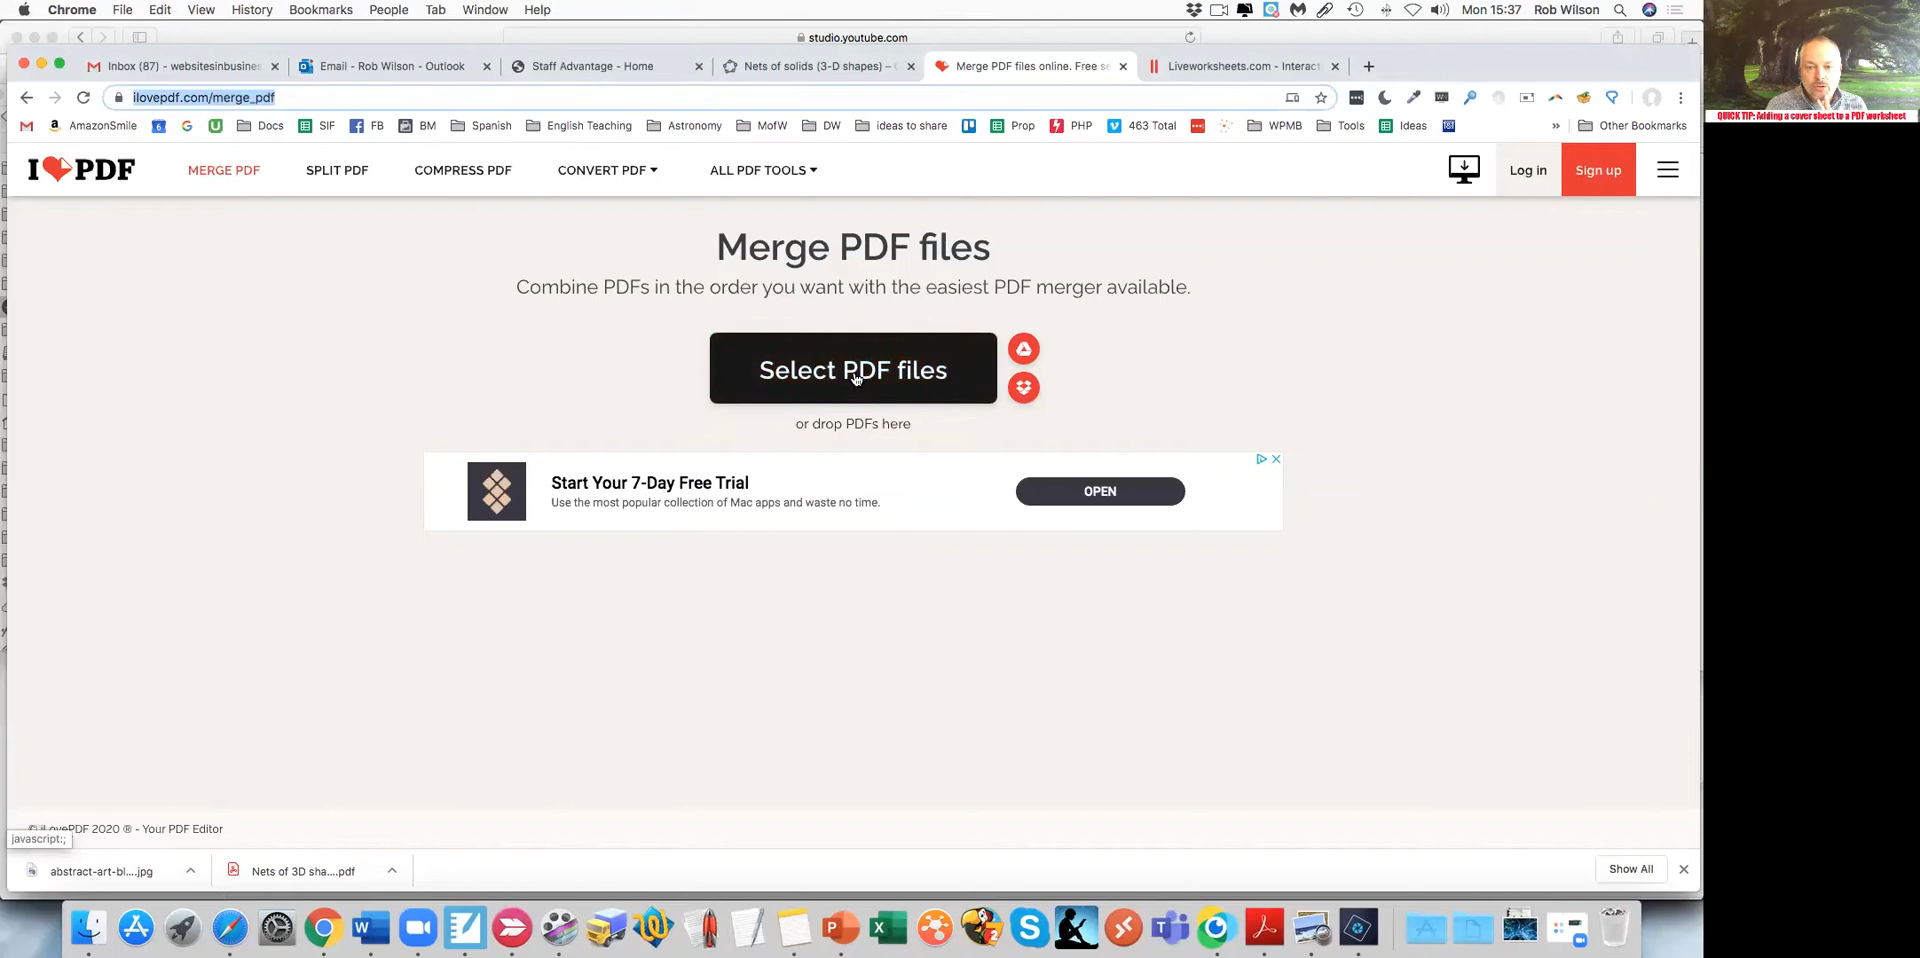 Chrome File Edit View History Bookmarks People Tab Window Help
Mon 15:37 Rob Wilson
studio.youtube.com
Inbox (87) - websitesinbusines
Email - Rob Wilson - Outlook
Staff Advantage - Home
Nets of solids (3-D shapes) –
Merge PDF files online. Free se
Liveworksheets.com - Interact
ilovepdf.com/merge_pdf
QUICK TIP: Adding a cover sheet to a PDF worksheet
AmazonSmile Docs SIF FB BM Spanish English Teaching Astronomy MofW DW ideas to share Prop PHP 463 Total WPMB Tools Ideas » Other Bookmarks
I PDF
MERGE PDF SPLIT PDF COMPRESS PDF CONVERT PDF ALL PDF TOOLS Log in Sign up
Merge PDF files
Combine PDFs in the order you want with the easiest PDF merger available.
Select PDF files
or drop PDFs here
Start Your 7-Day Free Trial
Use the most popular collection of Mac apps and waste no time.
OPEN
© iLovePDF 2020 ® - Your PDF Editor
javascript:;
abstract-art-bl....jpg
Nets of 3D sha....pdf
Show All